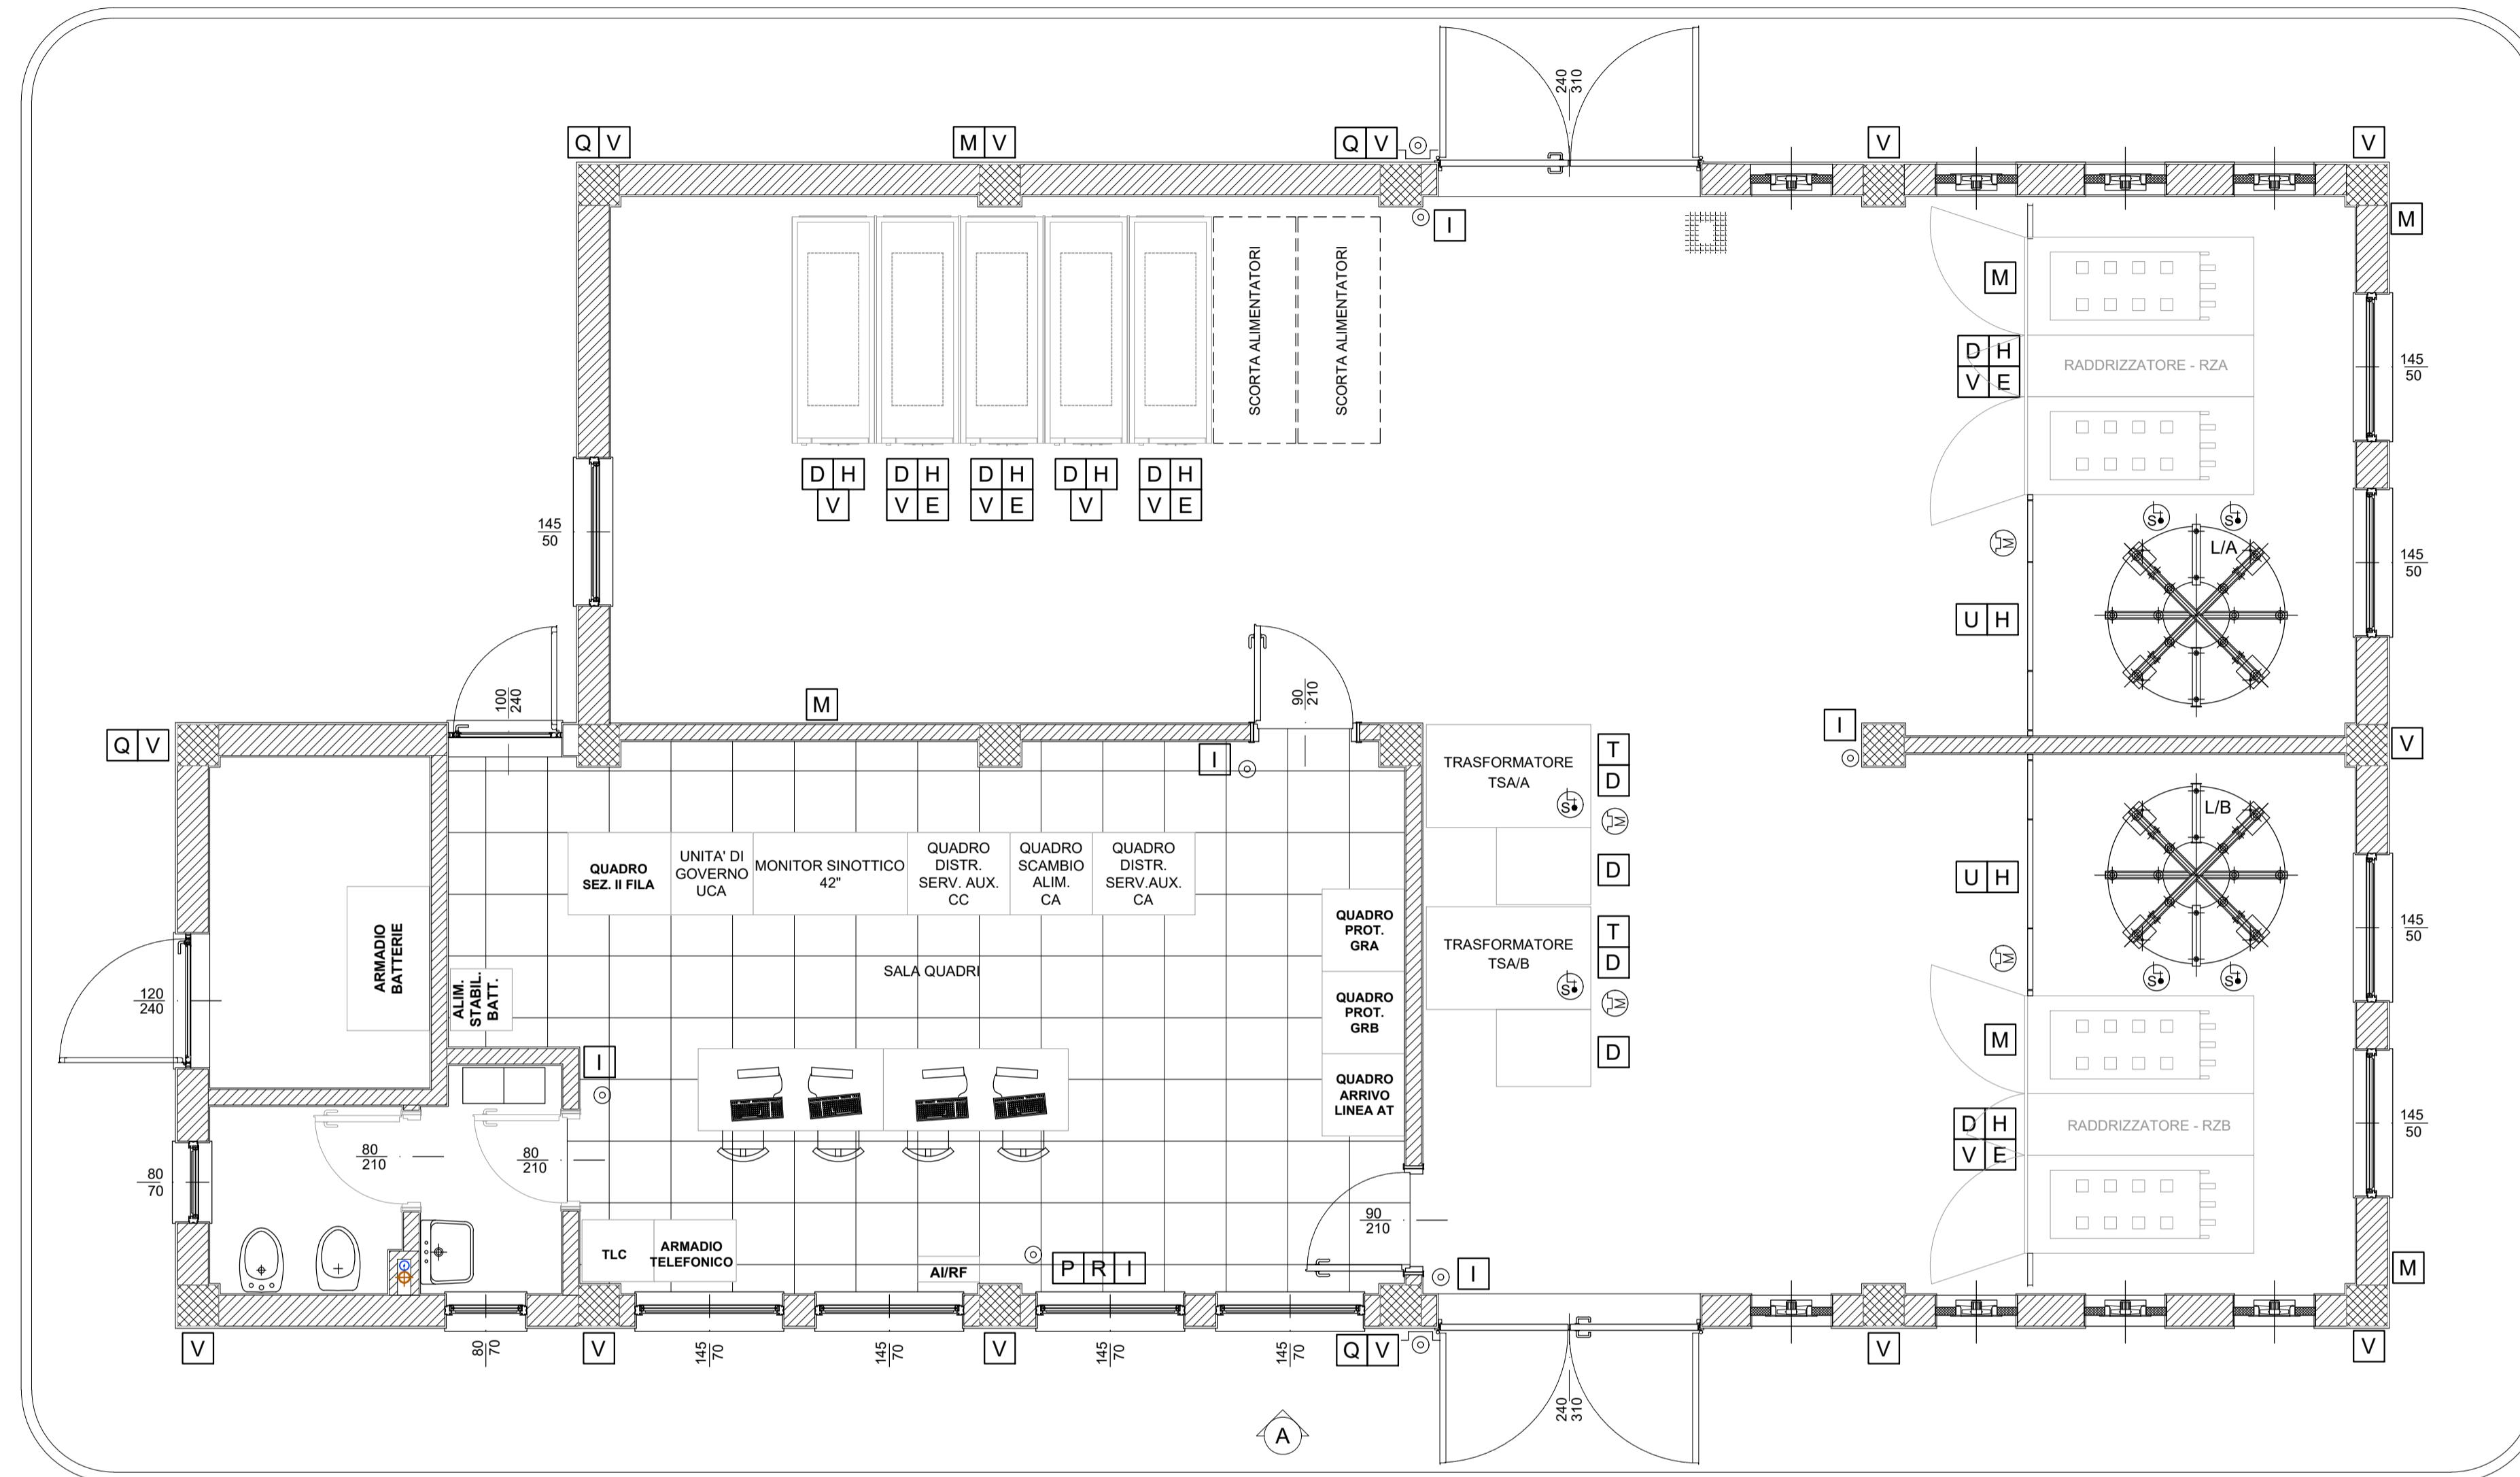 240
310
Q V
M V
Q V
V
V
I
M
M
SCORTA ALIMENTATORI
SCORTA ALIMENTATORI
D H
V E
RADDRIZZATORE - RZA
145
50
D H
V
D H
V E
D H
V E
D H
V
D H
V E
145
50
S
S
L/A
M
145
50
U H
100
240
M
90
210
Q V
I
I
V
TRASFORMATORE
TSA/A
S
T
D
M
D
L/B
QUADRO
SEZ. II FILA
UNITA' DI
GOVERNO
UCA
MONITOR SINOTTICO
42"
QUADRO
DISTR.
SERV. AUX.
CC
QUADRO
SCAMBIO
ALIM.
CA
QUADRO
DISTR.
SERV.AUX.
CA
U H
QUADRO
PROT.
GRA
TRASFORMATORE
TSA/B
S
T
D
M
D
145
50
ARMADIO
BATTERIE
ALIM.
STABIL.
BATT.
SALA QUADRI
M
S
S
120
240
QUADRO
PROT.
GRB
M
I
QUADRO
ARRIVO
LINEA AT
D H
V E
RADDRIZZATORE - RZB
145
50
80
210
80
210
80
70
90
210
TLC
ARMADIO
TELEFONICO
AI/RF
P R I
I
M
V
80
70
V
145
70
145
70
V
145
70
145
70
Q V
V
V
240
310
A